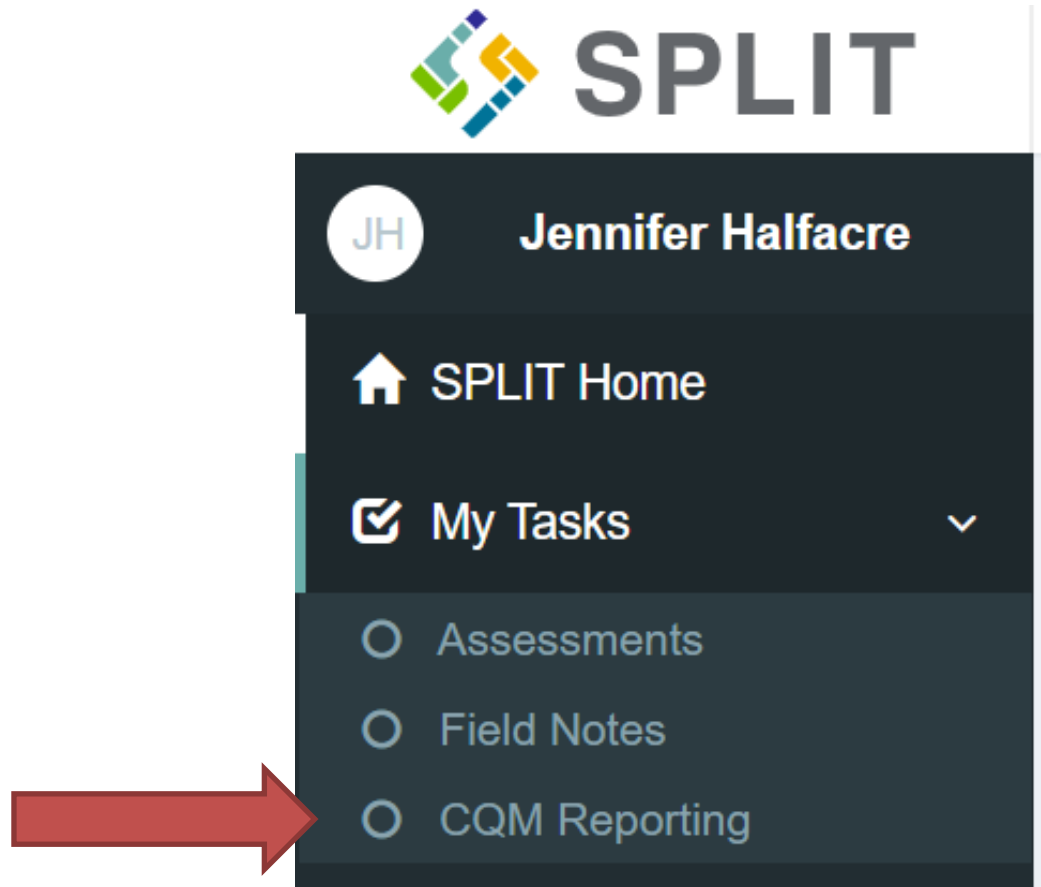 SPLIT
JH Jennifer Halfacre
SPLIT Home
My Tasks
Assessments
Field Notes
CQM Reporting